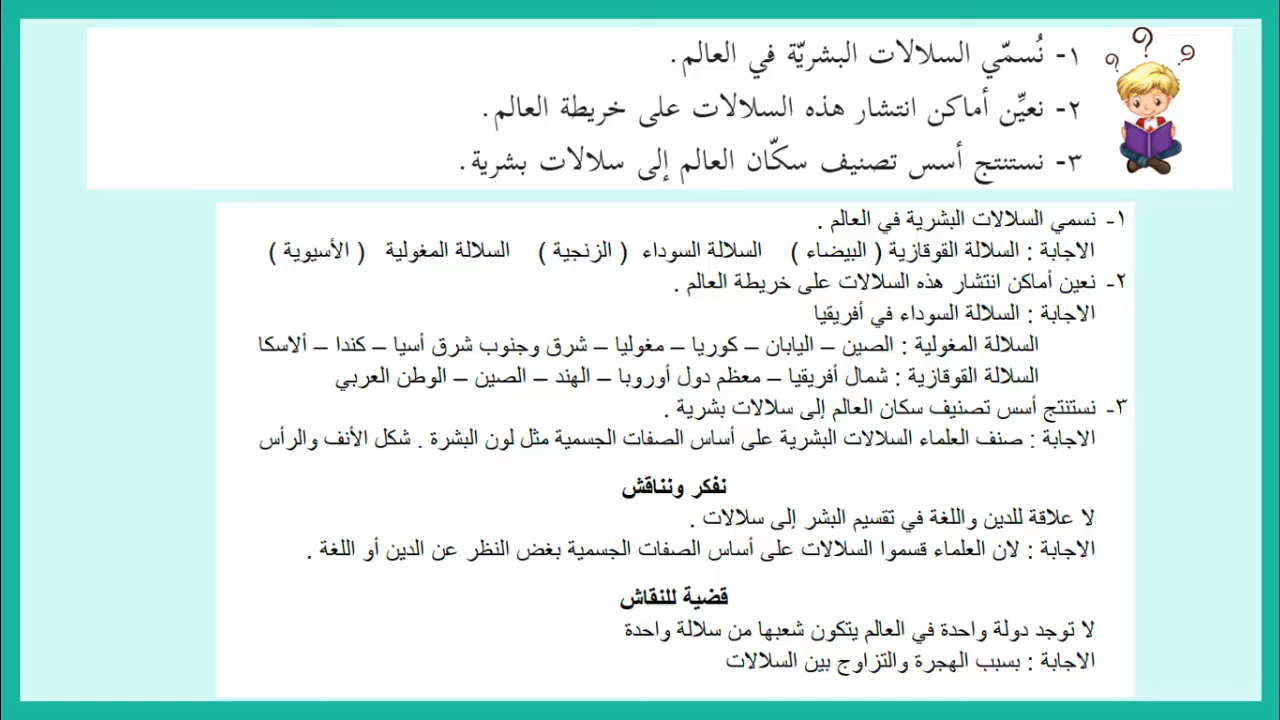 ١- نُسمّي السلالات البشريّة في العالم.
٢- نعيِّن أماكن انتشار هذه السلالات على خريطة العالم.
٣- نستنتج أسس تصنيف سكّان العالم إلى سلالات بشرية.
١- نسمي السلالات البشرية في العالم .
الاجابة : السلالة القوقازية ( البيضاء ) السلالة السوداء ( الزنجية ) السلالة المغولية ( الأسيوية )
٢- نعين أماكن انتشار هذه السلالات على خريطة العالم .
الاجابة : السلالة السوداء في أفريقيا
السلالة المغولية : الصين – اليابان – كوريا – مغوليا – شرق وجنوب شرق أسيا – كندا – ألاسكا
السلالة القوقازية : شمال أفريقيا – معظم دول أوروبا – الهند – الصين – الوطن العربي
٣- نستنتج أسس تصنيف سكان العالم إلى سلالات بشرية .
الاجابة : صنف العلماء السلالات البشرية على أساس الصفات الجسمية مثل لون البشرة . شكل الأنف والرأس
نفكر ونناقش
لا علاقة للدين واللغة في تقسيم البشر إلى سلالات .
الاجابة : لان العلماء قسموا السلالات على أساس الصفات الجسمية بغض النظر عن الدين أو اللغة .
قضية للنقاش
لا توجد دولة واحدة في العالم يتكون شعبها من سلالة واحدة
الاجابة : بسبب الهجرة والتزاوج بين السلالات